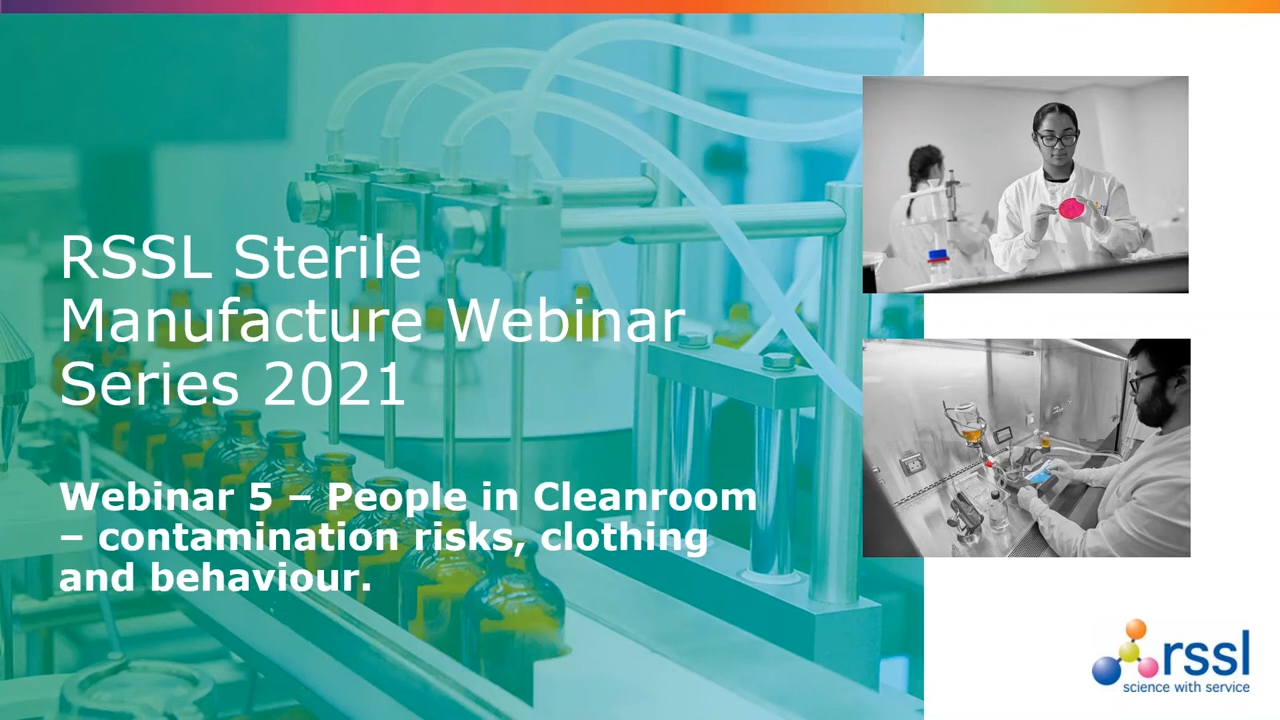 RSSL Sterile
Manufacture Webinar
Series 2021
Webinar 5 – People in Cleanroom
– contamination risks, clothing
and behaviour.
rssl
science with service